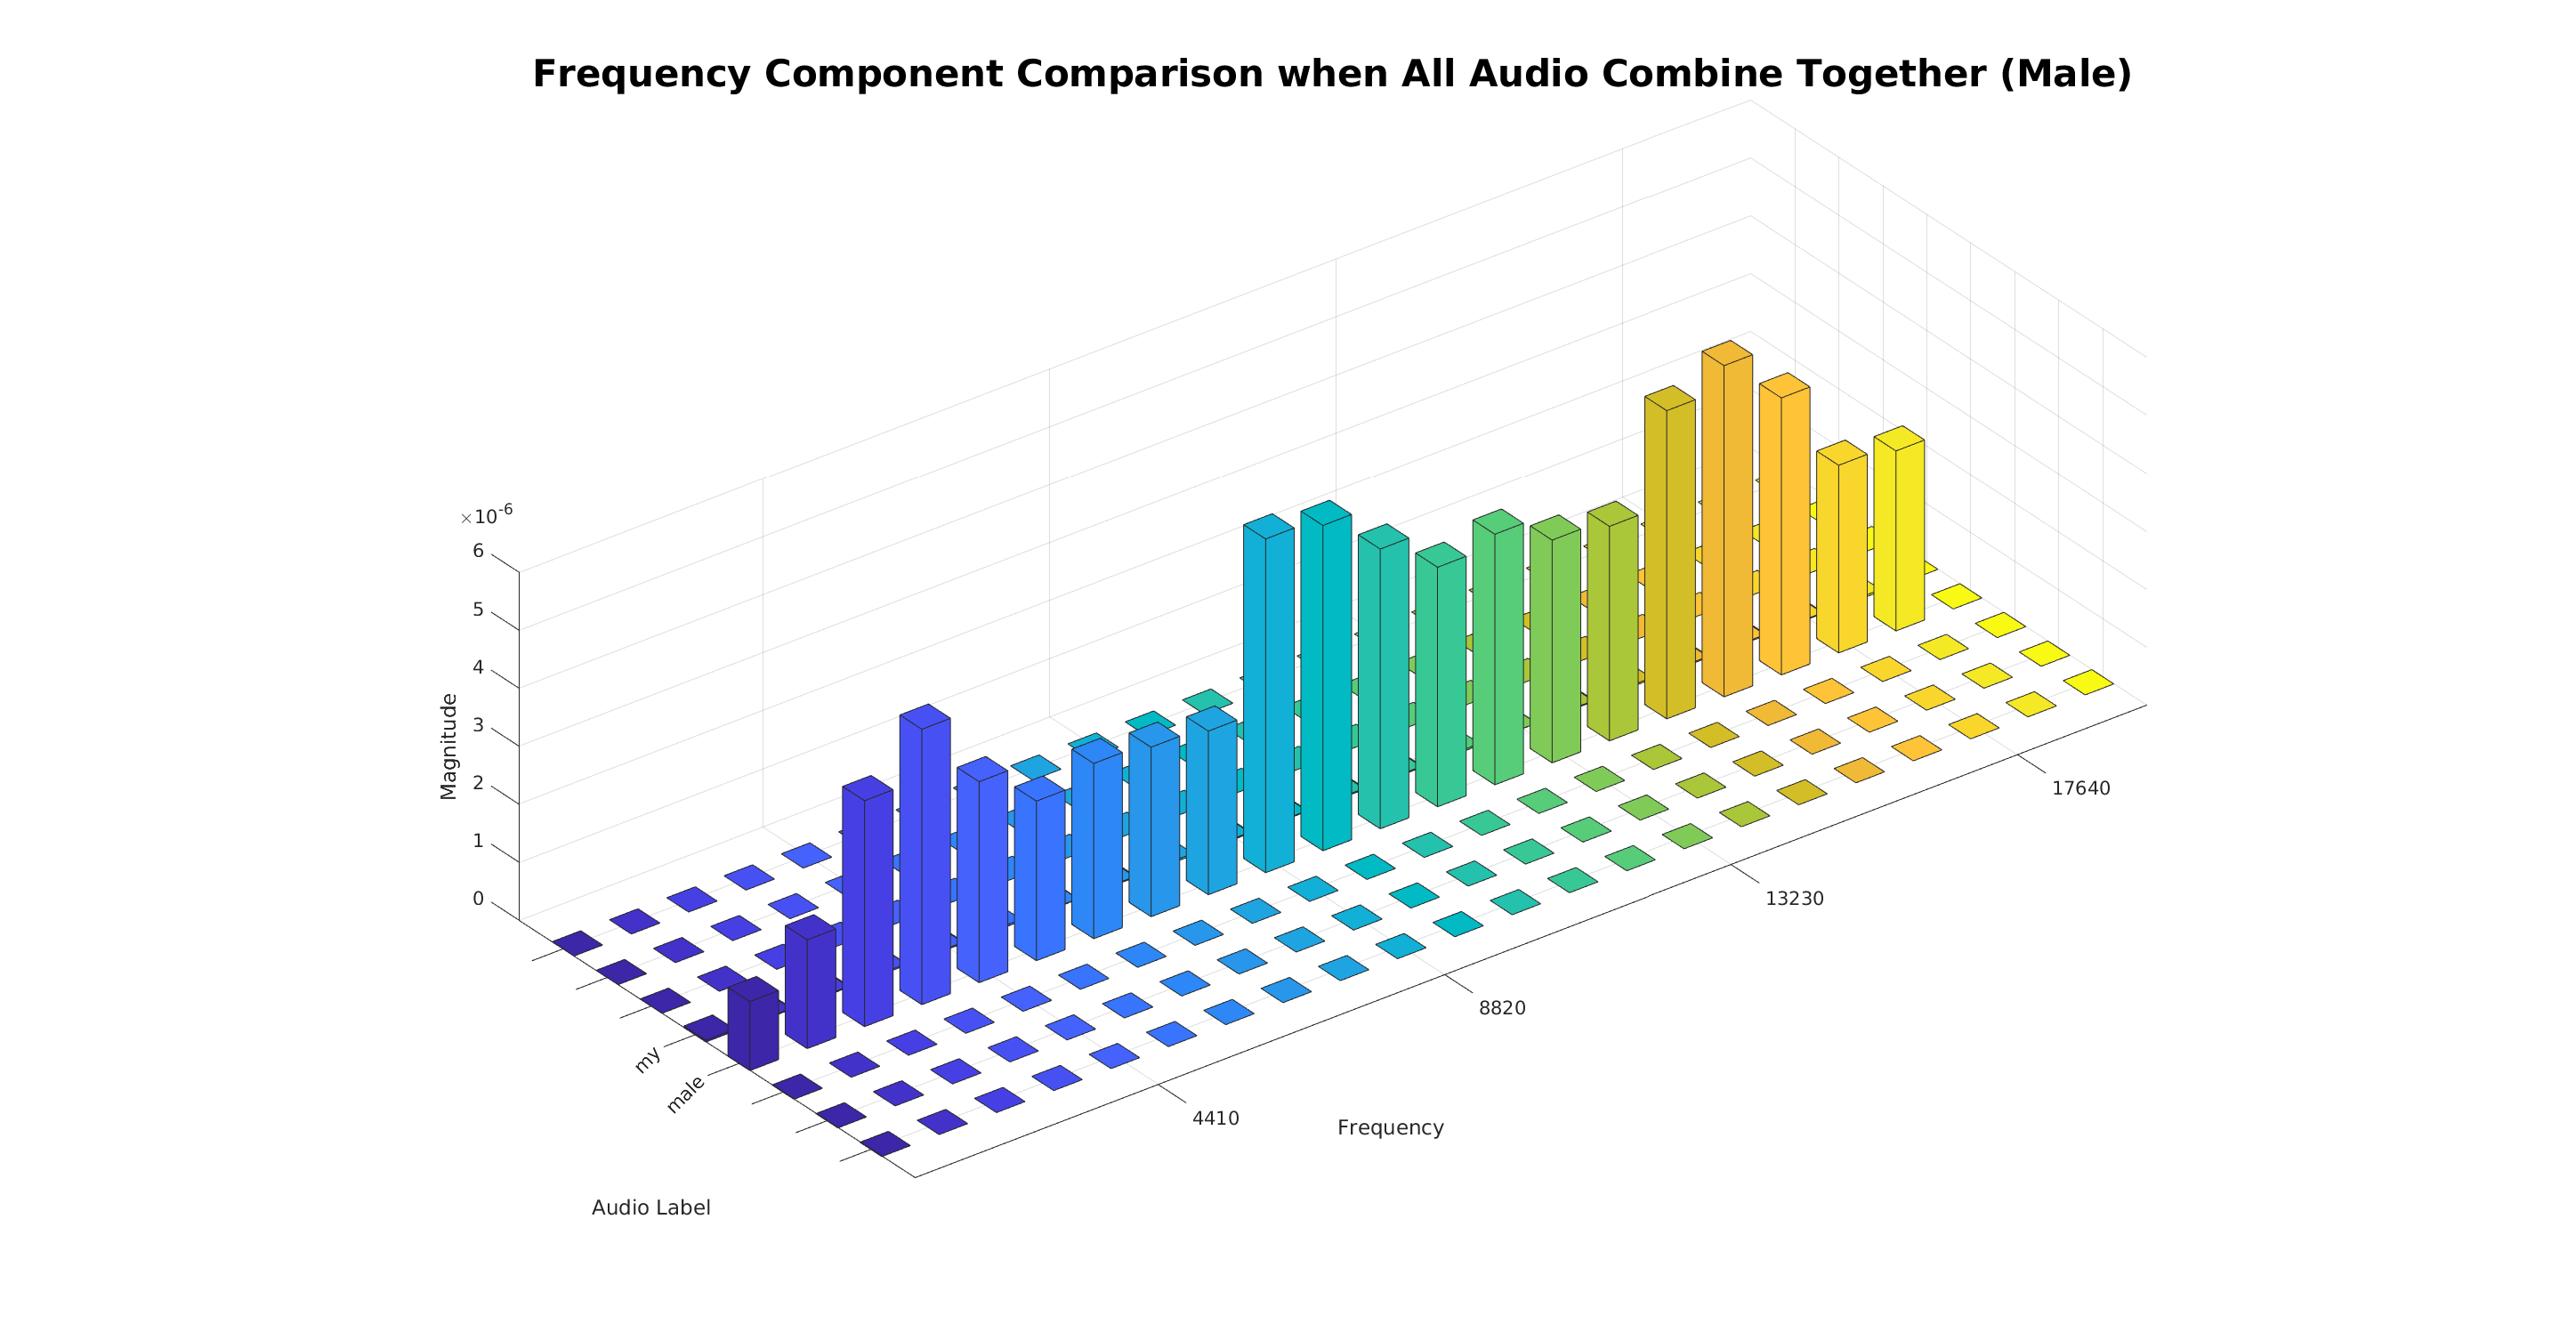 Frequency Component Comparison when All Audio Combine Together (Male)
×10-6
6
5
4
3
2
1
0
Magnitude
my
male
Audio Label
4410
8820
13230
17640
Frequency